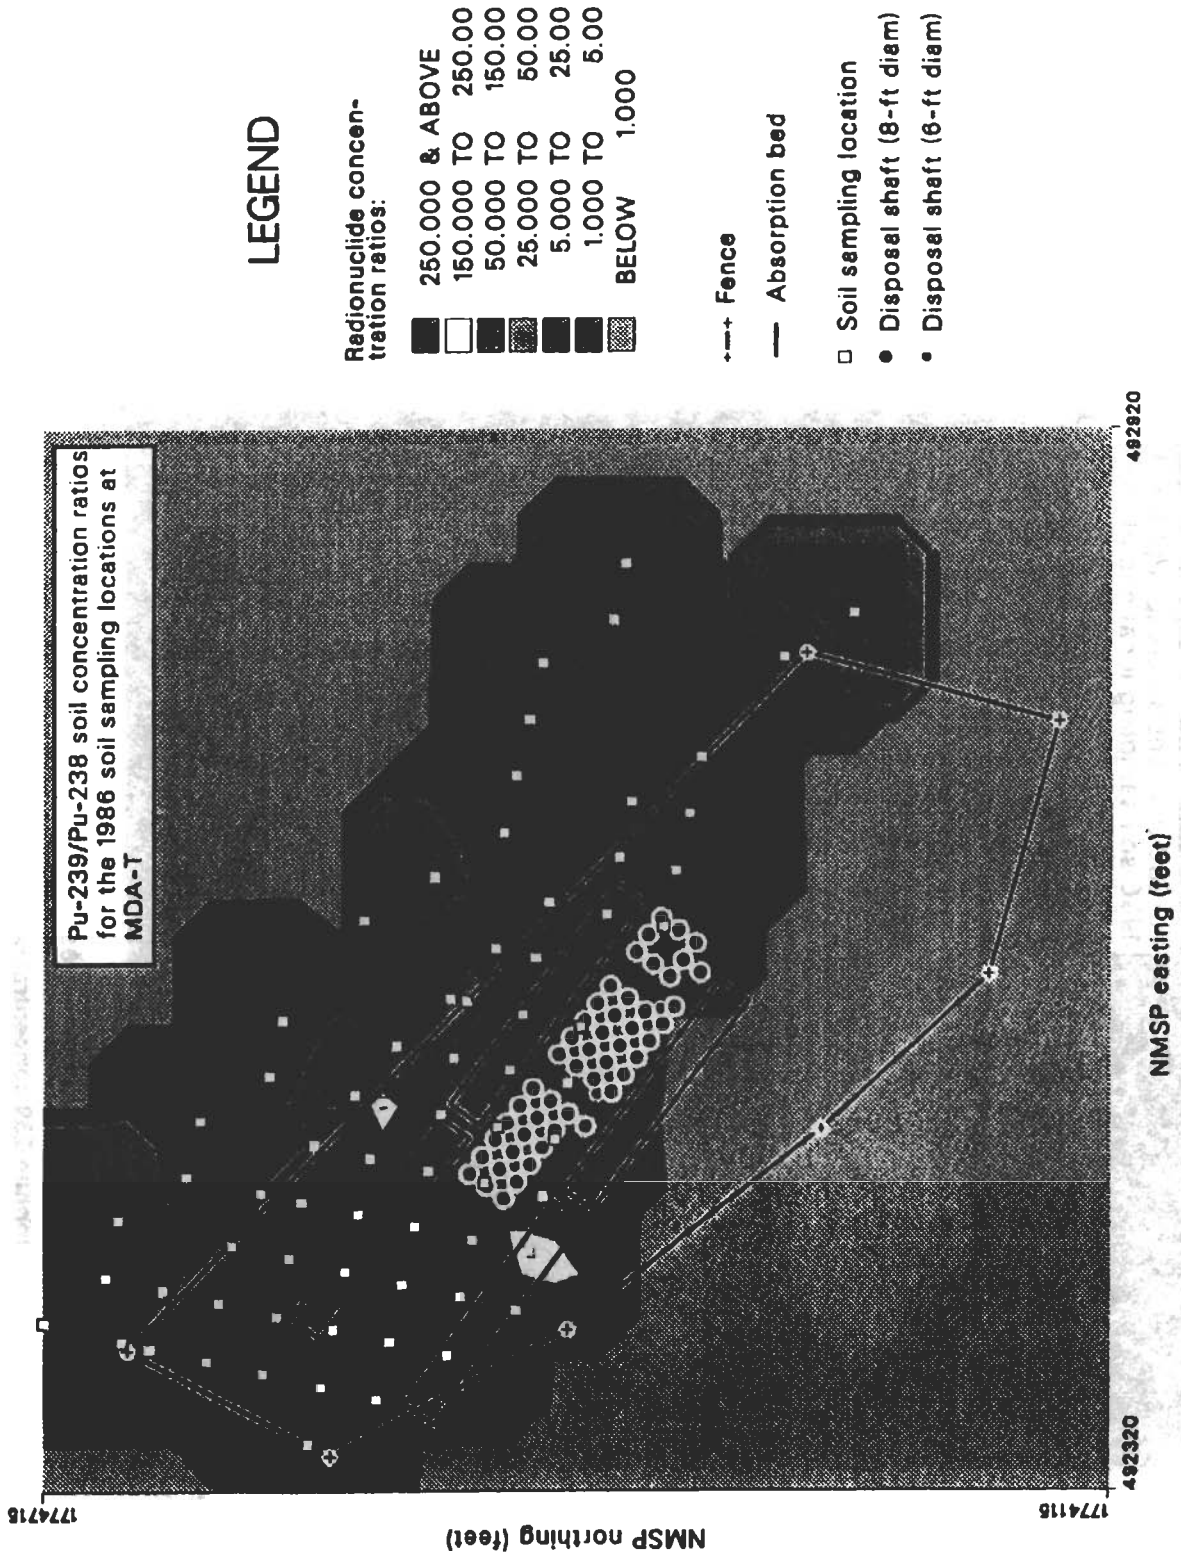 Pu-239/Pu-238 soil concentration ratios
for the 1986 soil sampling locations at
MDA-T
LEGEND
Radionuclide concen-
tration ratios:
250.000 & ABOVE
150.000 TO 250.00
50.000 TO 150.00
25.000 TO 50.00
5.000 TO 25.00
1.000 TO 5.00
BELOW 1.000
Fence
Absorption bed
Soil sampling location
Disposal shaft (8-ft diam)
Disposal shaft (6-ft diam)
1774715
NMSP northing (feet)
1774115
492320
NMSP easting (feet)
492920